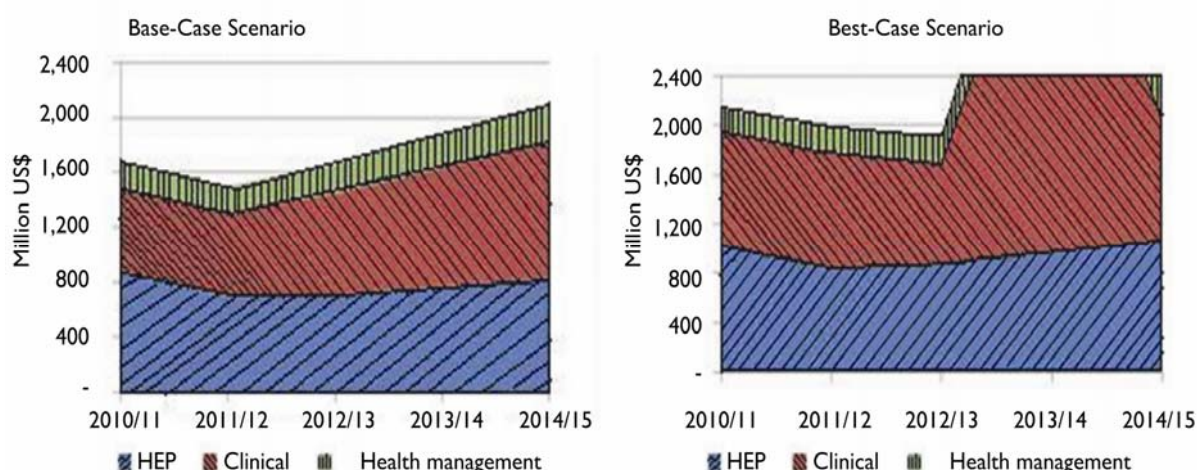 Base-Case Scenario
Million US$
2,400
2,000
1,600
1,200
800
400
-
2010/11 2011/12 2012/13 2013/14 2014/15
HEP Clinical Health management
Best-Case Scenario
Million US$
2,400
2,000
1,600
1,200
800
400
-
2010/11 2011/12 2012/13 2013/14 2014/15
HEP Clinical Health management